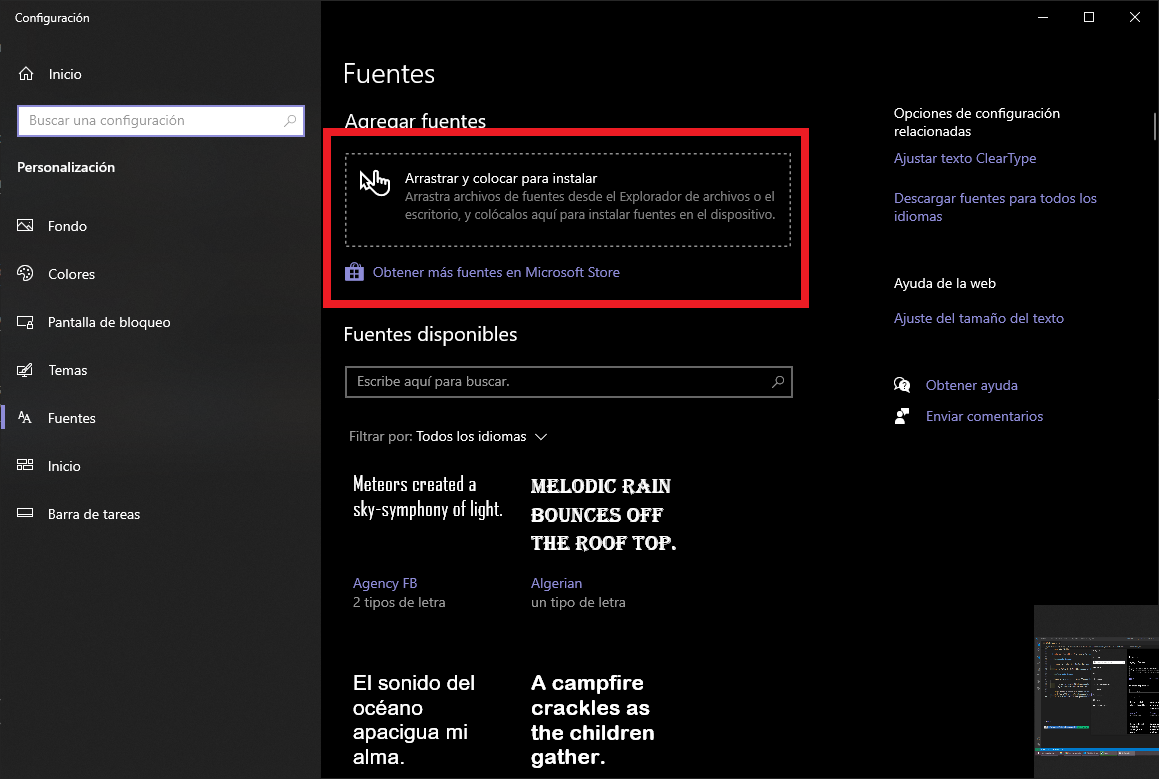 Configuración
Inicio
Buscar una configuración
Personalización
Fondo
Colores
Pantalla de bloqueo
Temas
Fuentes
Inicio
Barra de tareas
Fuentes
Agregar fuentes
Arrastrar y colocar para instalar
Arrastra archivos de fuentes desde el Explorador de archivos o el
escritorio, y colócalos aquí para instalar fuentes en el dispositivo.
Obtener más fuentes en Microsoft Store
Fuentes disponibles
Escribe aquí para buscar.
Filtrar por: Todos los idiomas
Meteors created a
sky-symphony of light.
Agency FB
2 tipos de letra
MELODIC RAIN
BOUNCES OFF
THE ROOF TOP.
Algerian
un tipo de letra
El sonido del
océano
apacigua mi
alma.
A campfire
crackles as
the children
gather.
Opciones de configuración
relacionadas
Ajustar texto ClearType
Descargar fuentes para todos los
idiomas
Ayuda de la web
Ajuste del tamaño del texto
Obtener ayuda
Enviar comentarios